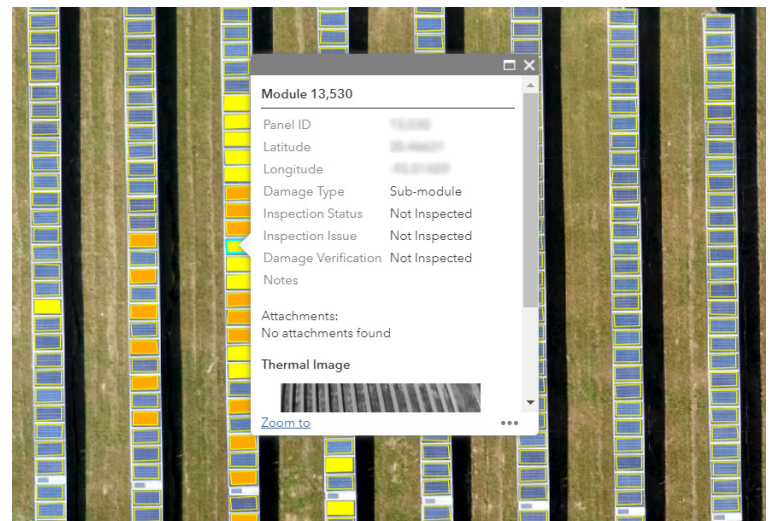 Module 13,530
Panel ID
Latitude
Longitude
Damage Type Sub-module
Inspection Status Not Inspected
Inspection Issue Not Inspected
Damage Verification Not Inspected
Notes
Attachments:
No attachments found
Thermal Image
Zoom to